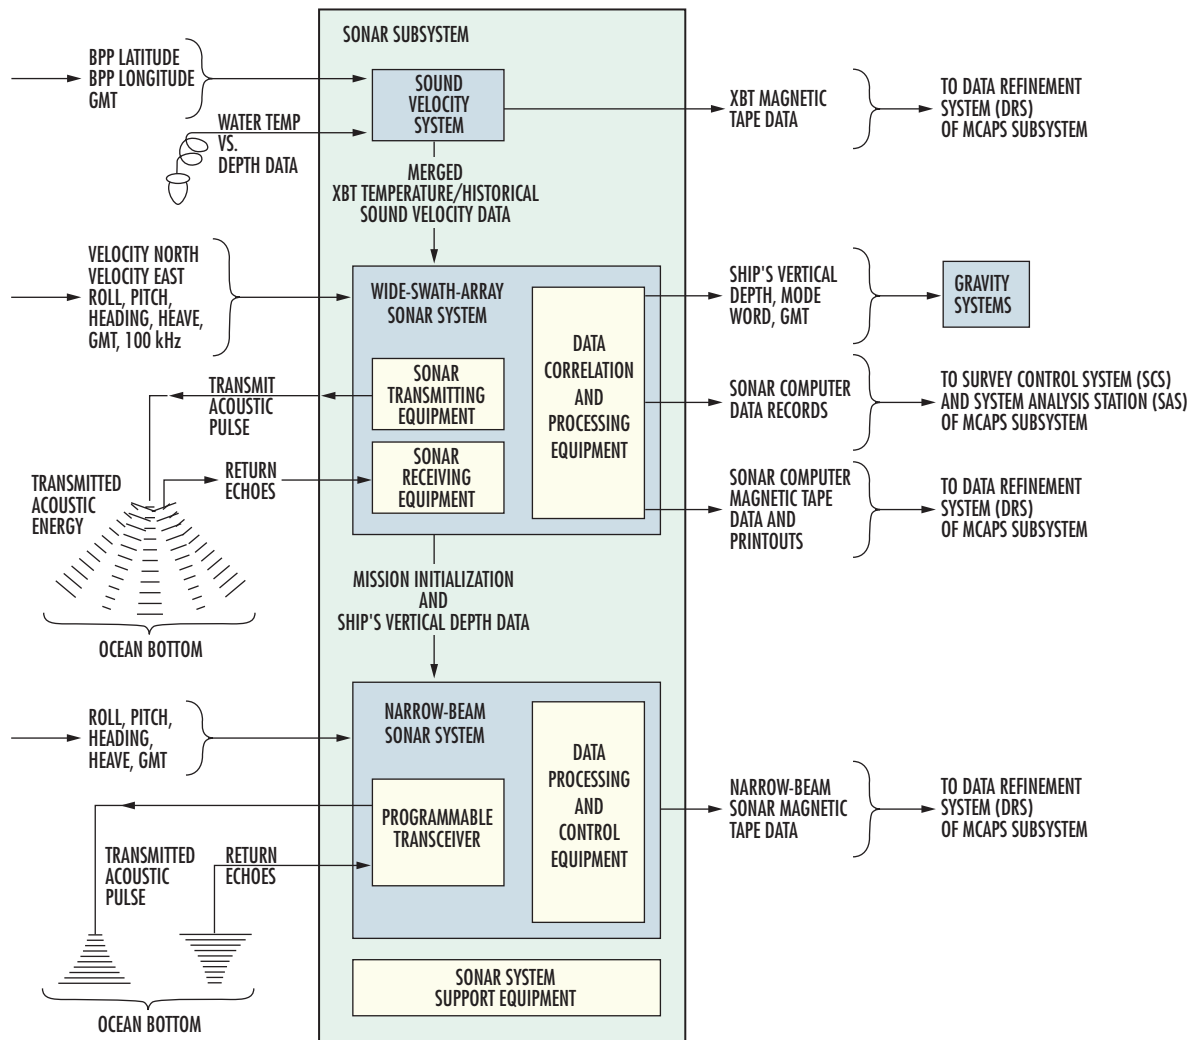 SONAR SUBSYSTEM
BPP LATITUDE
BPP LONGITUDE
GMT
WATER TEMP
VS.
DEPTH DATA
SOUND
VELOCITY
SYSTEM
XBT MAGNETIC
TAPE DATA
TO DATA REFINEMENT
SYSTEM (DRS)
OF MCAPS SUBSYSTEM
MERGED
XBT TEMPERATURE/HISTORICAL
SOUND VELOCITY DATA
VELOCITY NORTH
VELOCITY EAST
ROLL, PITCH,
HEADING, HEAVE,
GMT, 100 kHz
WIDE-SWATH-ARRAY
SONAR SYSTEM
SONAR
TRANSMITTING
EQUIPMENT
SONAR
RECEIVING
EQUIPMENT
DATA
CORRELATION
AND
PROCESSING
EQUIPMENT
SHIP'S VERTICAL
DEPTH, MODE
WORD, GMT
GRAVITY
SYSTEMS
SONAR COMPUTER
DATA RECORDS
TO SURVEY CONTROL SYSTEM (SCS)
AND SYSTEM ANALYSIS STATION (SAS)
OF MCAPS SUBSYSTEM
SONAR COMPUTER
MAGNETIC TAPE
DATA AND
PRINTOUTS
TO DATA REFINEMENT
SYSTEM (DRS)
OF MCAPS SUBSYSTEM
TRANSMIT
ACOUSTIC
PULSE
RETURN
ECHOES
TRANSMITTED
ACOUSTIC
ENERGY
OCEAN BOTTOM
MISSION INITIALIZATION
AND
SHIP'S VERTICAL DEPTH DATA
ROLL, PITCH,
HEADING,
HEAVE, GMT
NARROW-BEAM
SONAR SYSTEM
PROGRAMMABLE
TRANSCEIVER
DATA
PROCESSING
AND
CONTROL
EQUIPMENT
NARROW-BEAM
SONAR MAGNETIC
TAPE DATA
TO DATA REFINEMENT
SYSTEM (DRS)
OF MCAPS SUBSYSTEM
TRANSMITTED
ACOUSTIC
PULSE
RETURN
ECHOES
OCEAN BOTTOM
SONAR SYSTEM
SUPPORT EQUIPMENT